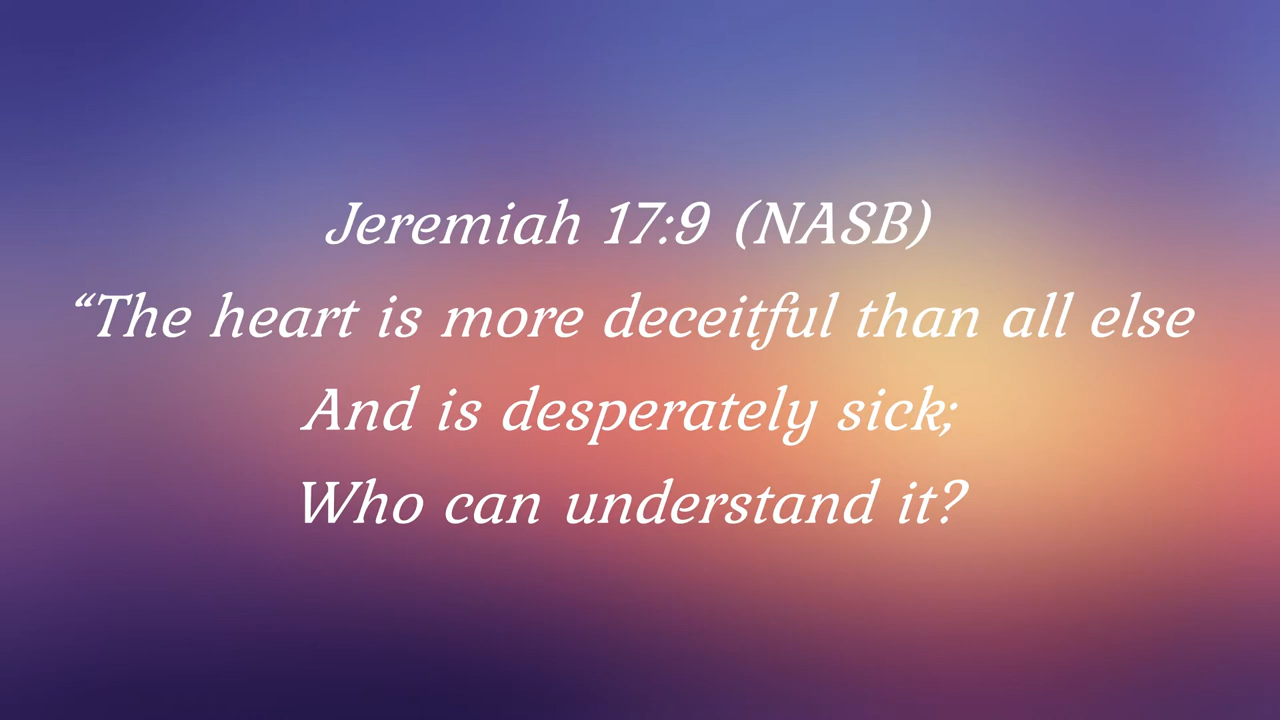 Jeremiah 17:9 (NASB)
“The heart is more deceitful than all else
And is desperately sick;
Who can understand it?